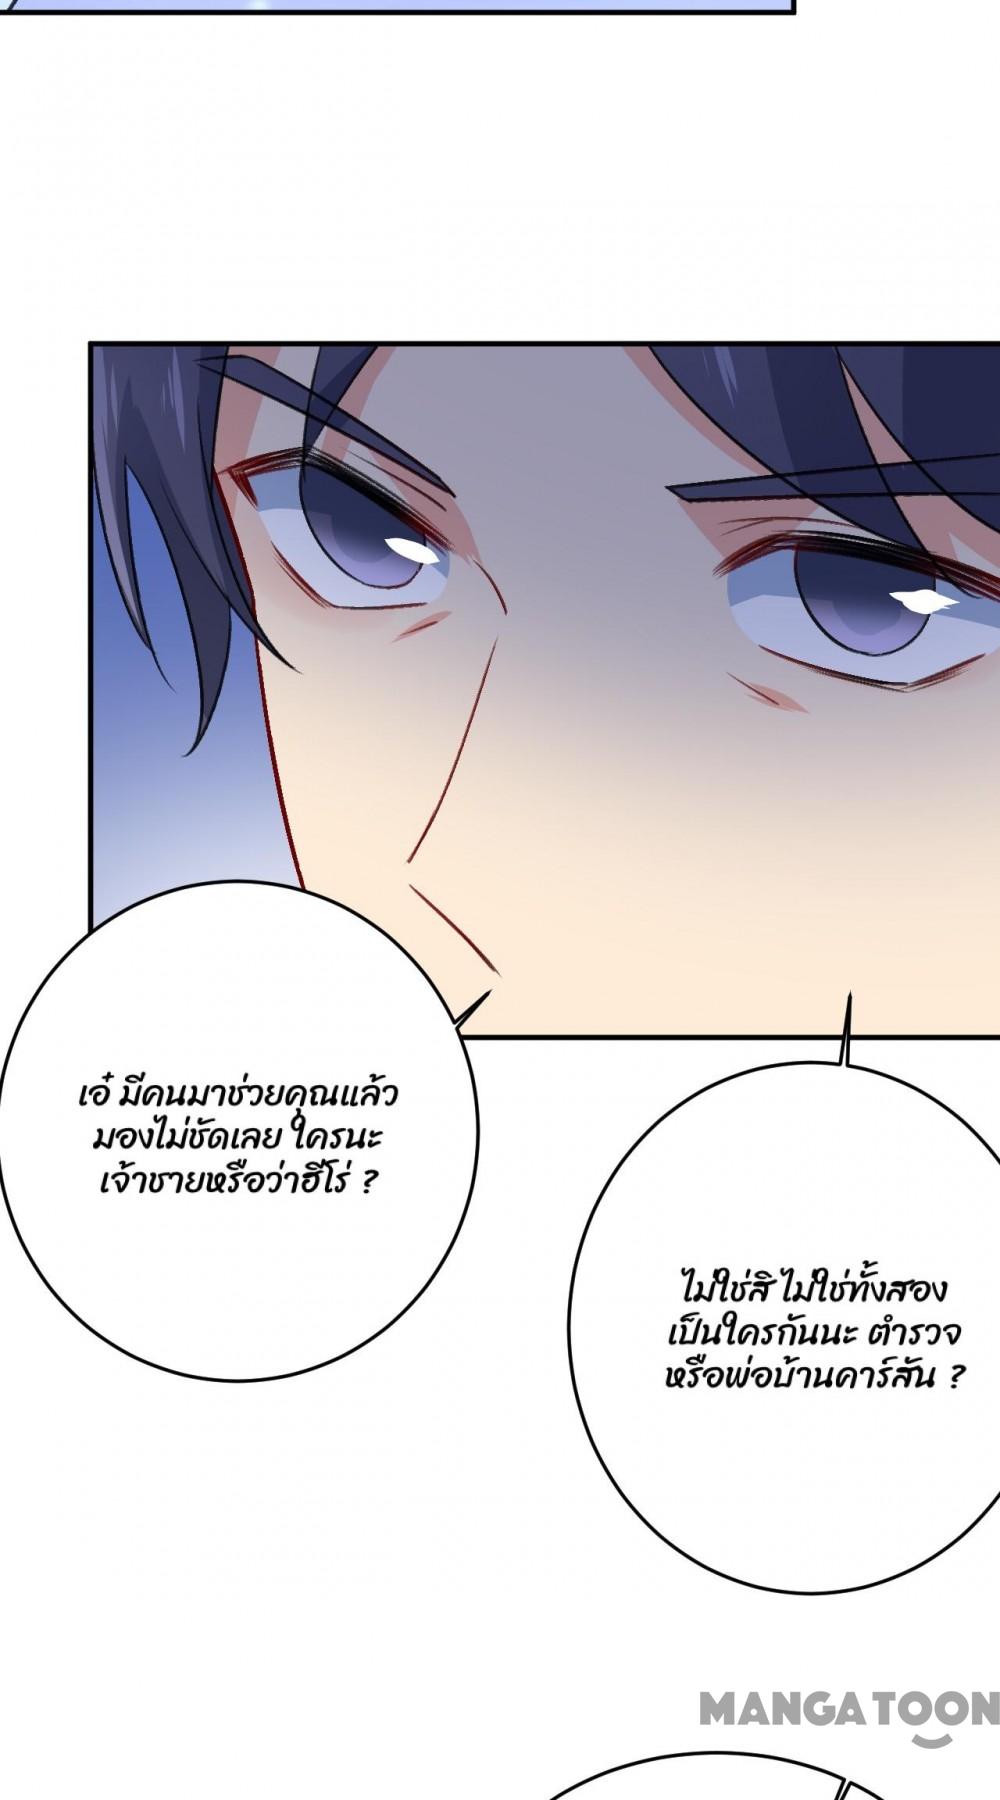 เอ๋ มีคนมาช่วยคุณแล้ว
มองไม่ชัดเลย ใครนะ
เจ้าชายหรือว่าฮีโร่ ?
ไม่ใช่สิ ไม่ใช่ทั้งสอง
เป็นใครกันนะ ตำรวจ
หรือพ่อบ้านคาร์สัน ?
MANGATOON